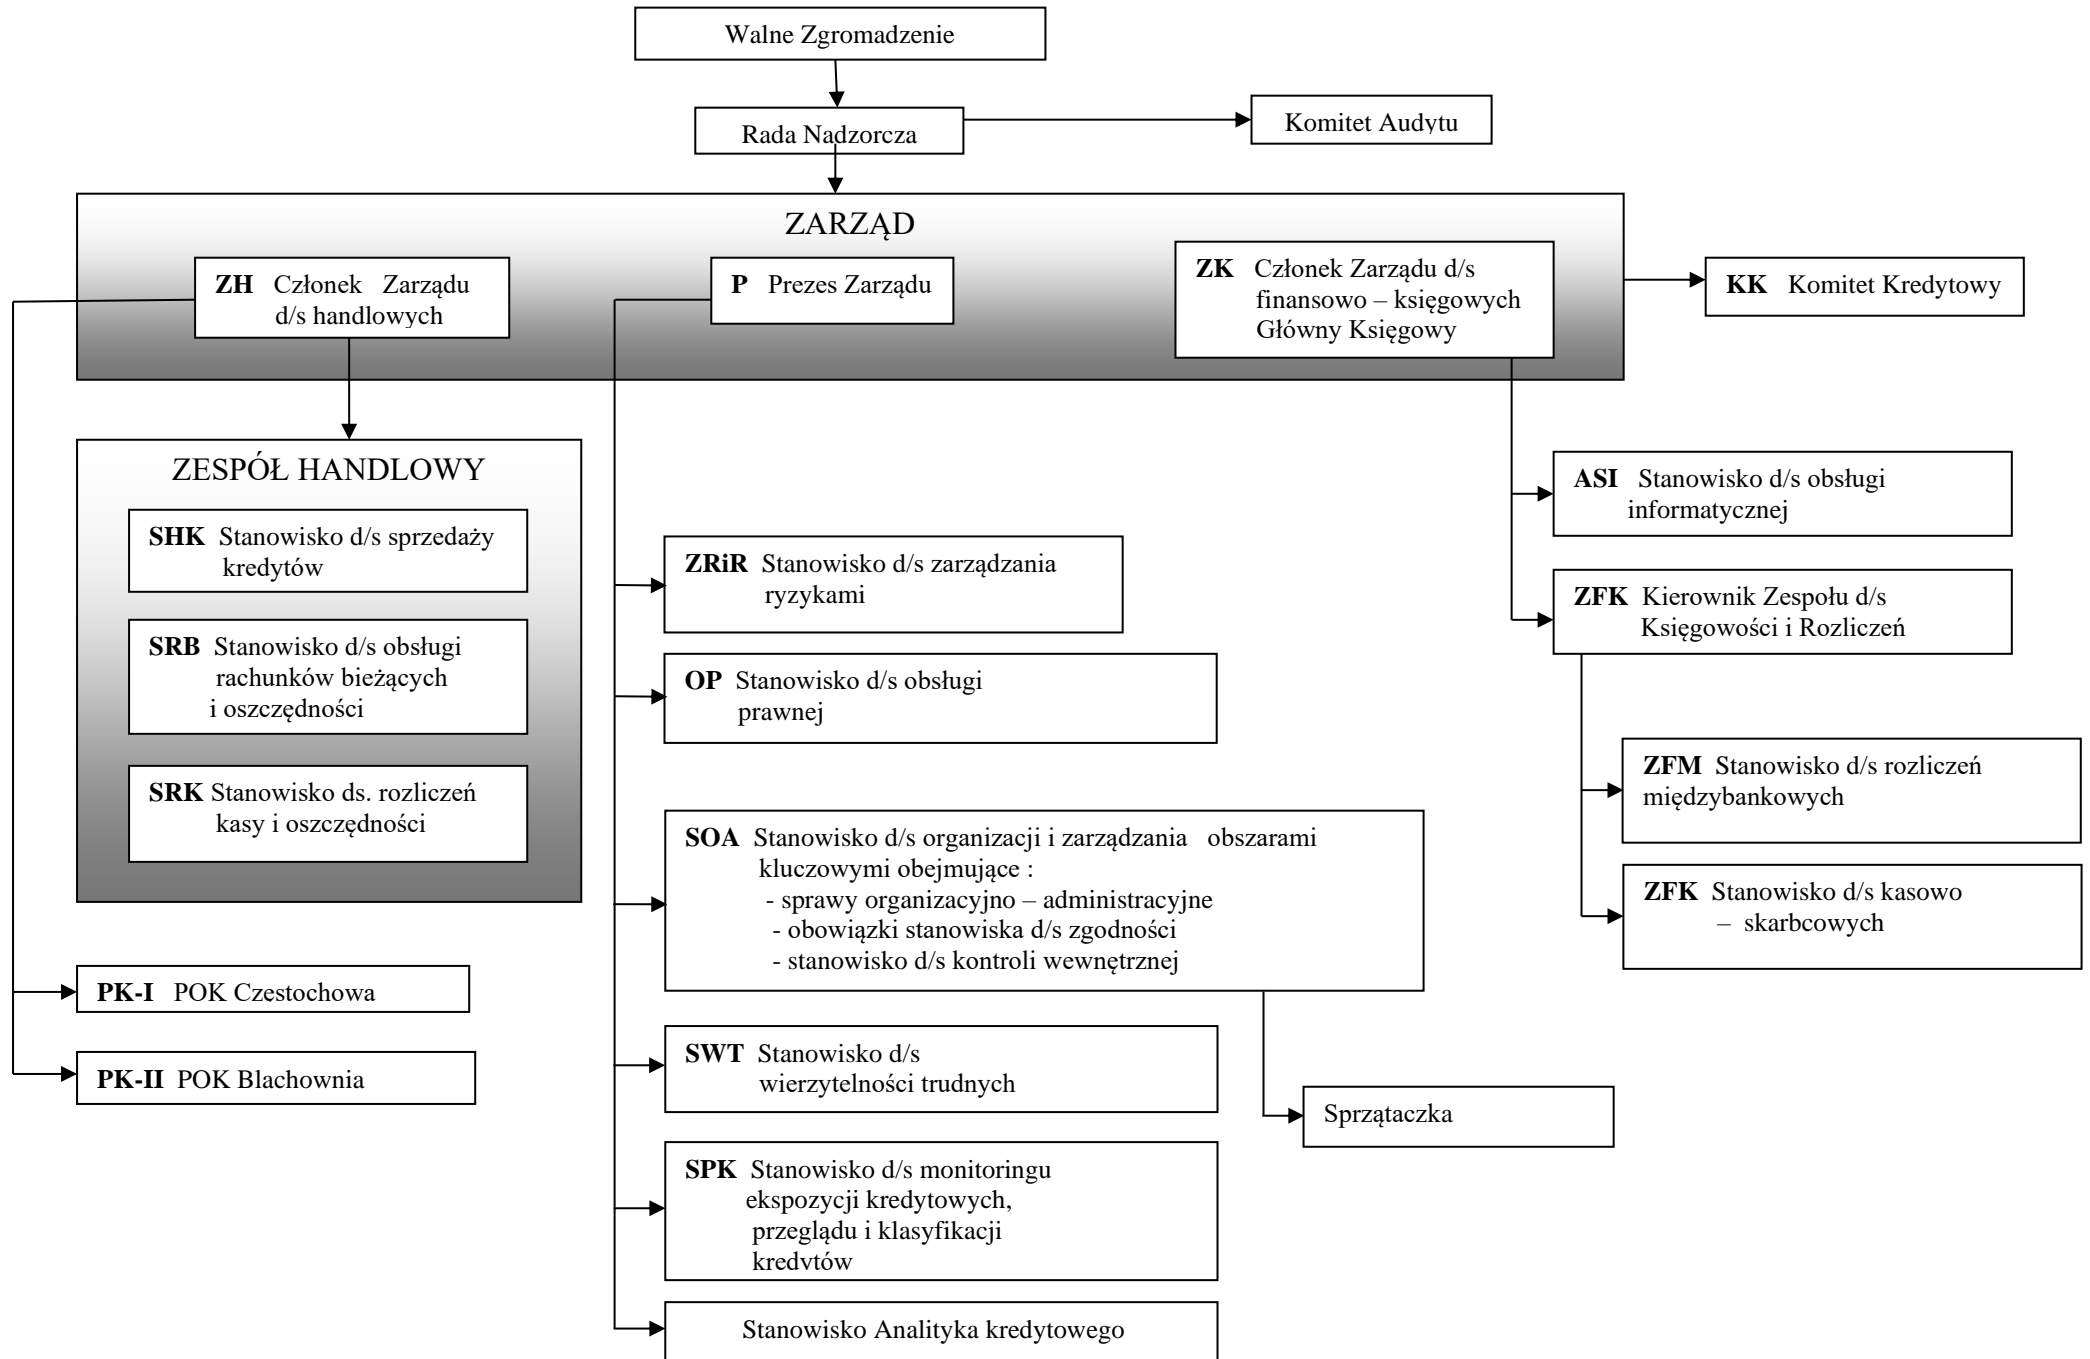 Walne Zgromadzenie
Rada Nadzorcza
Komitet Audytu
ZARZĄD
ZH Członek Zarządu
d/s handlowych
P Prezes Zarządu
ZK Członek Zarządu d/s
finansowo – księgowych
Główny Księgowy
KK Komitet Kredytowy
ZESPÓŁ HANDLOWY
SHK Stanowisko d/s sprzedaży
kredytów
SRB Stanowisko d/s obsługi
rachunków bieżących
i oszczędności
SRK Stanowisko ds. rozliczeń
kasy i oszczędności
PK-I POK Częstochowa
PK-II POK Blachownia
ZRiR Stanowisko d/s zarządzania
ryzykami
OP Stanowisko d/s obsługi
prawnej
SOA Stanowisko d/s organizacji i zarządzania obszarami
kluczowymi obejmujące :
- sprawy organizacyjno – administracyjne
- obowiązki stanowiska d/s zgodności
- stanowisko d/s kontroli wewnętrznej
SWT Stanowisko d/s
wierzytelności trudnych
Sprzątaczka
SPK Stanowisko d/s monitoringu
ekspozycji kredytowych,
przeglądu i klasyfikacji
kredytów
Stanowisko Analityka kredytowego
ASI Stanowisko d/s obsługi
informatycznej
ZFK Kierownik Zespołu d/s
Księgowości i Rozliczeń
ZFM Stanowisko d/s rozliczeń
międzybankowych
ZFK Stanowisko d/s kasowo
– skarbcowych